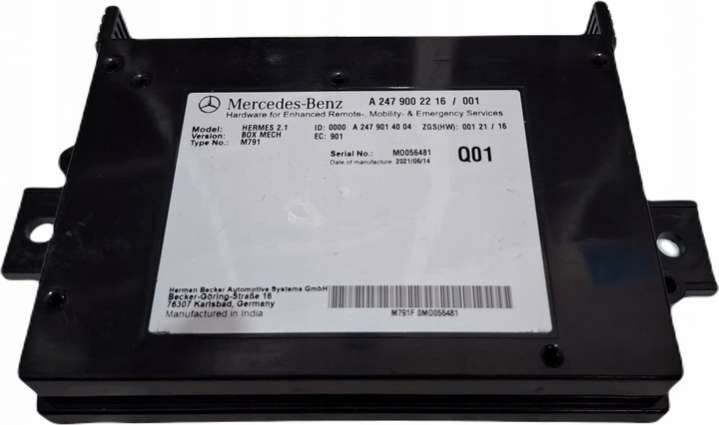 Mercedes-Benz A 247 900 22 16 / 001
Hardware for Enhanced Remote-, Mobility- & Emergency Services
Model: HERMES 2.1 ID: 0000 A 247 901 40 04 ZGS(HW): 001 21 / 16
Version: BOX MECH EC: 901
Type No.: M791
Serial No.: MO056481 Q01
Date of manufacture 2021/06/14
Herman Becker Automotive Systems GmbH
Becker-Göring-Straße 16
76307 Karlsbad, Germany
Manufactured in India
M791F 0MO056481